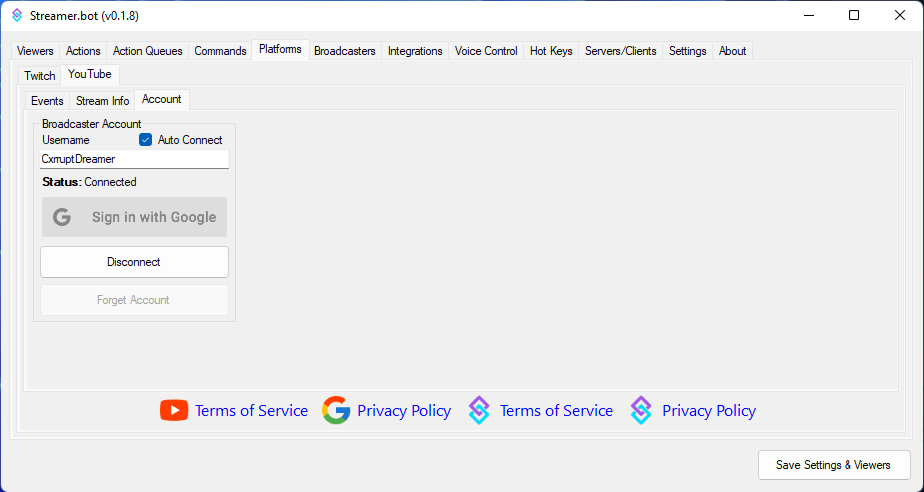 Streamer.bot (v0.1.8)
Viewers Actions Action Queues Commands Platforms Broadcasters Integrations Voice Control Hot Keys Servers/Clients Settings About
Twitch YouTube
Events Stream Info Account
Broadcaster Account
Username Auto Connect
CxrruptDreamer
Status: Connected
Sign in with Google
Disconnect
Forget Account
Terms of Service Privacy Policy Terms of Service Privacy Policy
Save Settings & Viewers